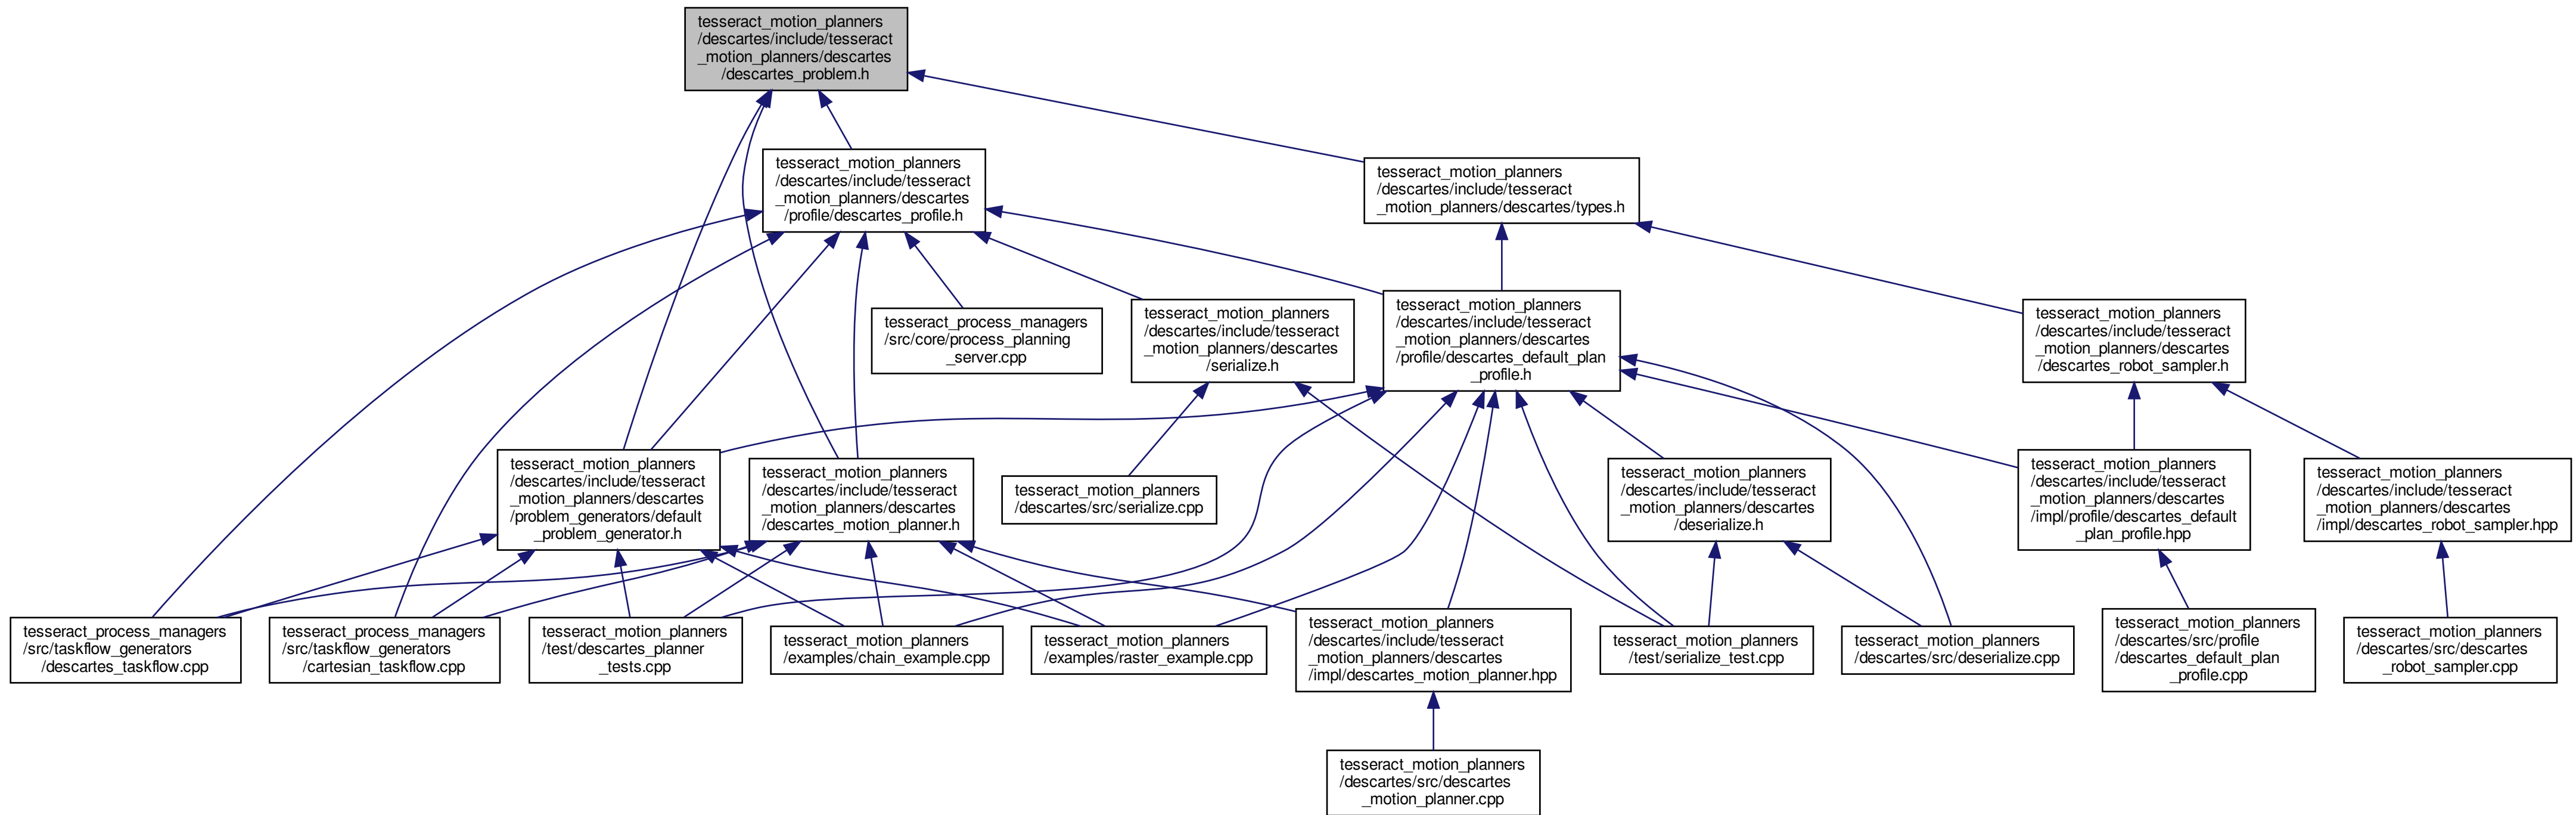 tesseract_motion_planners
/descartes/include/tesseract
_motion_planners/descartes
/descartes_problem.h
tesseract_motion_planners
/descartes/include/tesseract
_motion_planners/descartes
/profile/descartes_profile.h
tesseract_motion_planners
/descartes/include/tesseract
_motion_planners/descartes/types.h
tesseract_process_managers
/src/core/process_planning
_server.cpp
tesseract_motion_planners
/descartes/include/tesseract
_motion_planners/descartes
/serialize.h
tesseract_motion_planners
/descartes/include/tesseract
_motion_planners/descartes
/profile/descartes_default_plan
_profile.h
tesseract_motion_planners
/descartes/include/tesseract
_motion_planners/descartes
/descartes_robot_sampler.h
tesseract_motion_planners
/descartes/include/tesseract
_motion_planners/descartes
/problem_generators/default
_problem_generator.h
tesseract_motion_planners
/descartes/include/tesseract
_motion_planners/descartes
/descartes_motion_planner.h
tesseract_motion_planners
/descartes/src/serialize.cpp
tesseract_motion_planners
/descartes/include/tesseract
_motion_planners/descartes
/deserialize.h
tesseract_motion_planners
/descartes/include/tesseract
_motion_planners/descartes
/impl/profile/descartes_default
_plan_profile.hpp
tesseract_motion_planners
/descartes/include/tesseract
_motion_planners/descartes
/impl/descartes_robot_sampler.hpp
tesseract_process_managers
/src/taskflow_generators
/descartes_taskflow.cpp
tesseract_process_managers
/src/taskflow_generators
/cartesian_taskflow.cpp
tesseract_motion_planners
/test/descartes_planner
_tests.cpp
tesseract_motion_planners
/examples/chain_example.cpp
tesseract_motion_planners
/examples/raster_example.cpp
tesseract_motion_planners
/descartes/include/tesseract
_motion_planners/descartes
/impl/descartes_motion_planner.hpp
tesseract_motion_planners
/test/serialize_test.cpp
tesseract_motion_planners
/descartes/src/deserialize.cpp
tesseract_motion_planners
/descartes/src/profile
/descartes_default_plan
_profile.cpp
tesseract_motion_planners
/descartes/src/descartes
_robot_sampler.cpp
tesseract_motion_planners
/descartes/src/descartes
_motion_planner.cpp